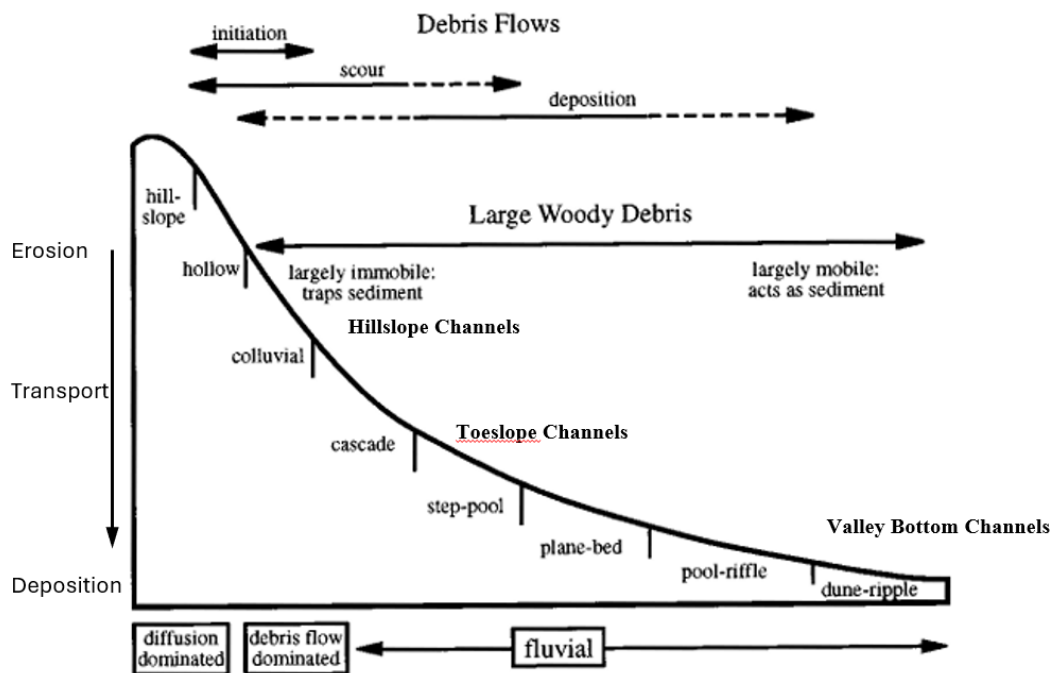 Debris Flows
initiation
scour
deposition
hill-
slope
Large Woody Debris
Erosion
hollow
largely immobile:
traps sediment
largely mobile:
acts as sediment
Hillslope Channels
colluvial
Transport
Toeslope Channels
cascade
step-pool
Valley Bottom Channels
plane-bed
pool-riffle
Deposition
dune-ripple
diffusion
dominated
debris flow
dominated
fluvial